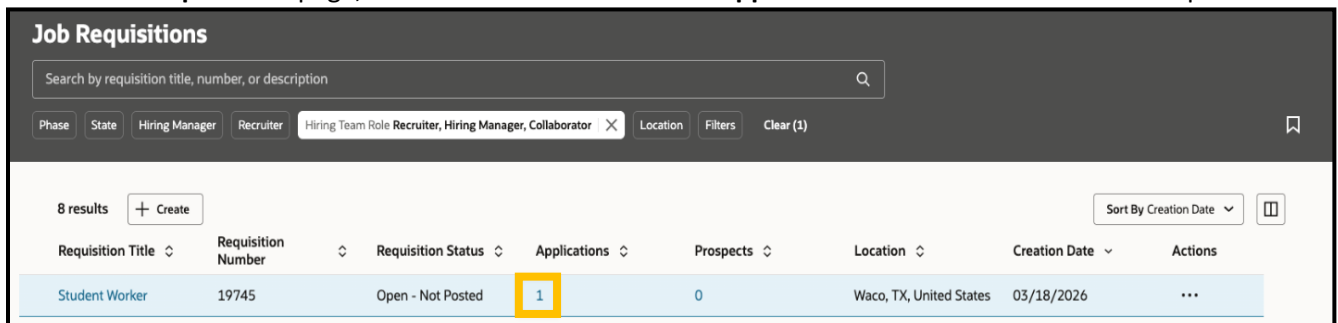 Job Requisitions
Search by requisition title, number, or description
Phase State Hiring Manager Recruiter Hiring Team Role Recruiter, Hiring Manager, Collaborator Location Filters Clear (1)
8 results + Create Sort By Creation Date
Requisition Title Requisition Number Requisition Status Applications Prospects Location Creation Date Actions
Student Worker 19745 Open - Not Posted 1 0 Waco, TX, United States 03/18/2026 ...